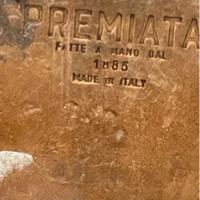 PREMIATA
FATTE A MANO DAL
1885
MADE IN ITALY